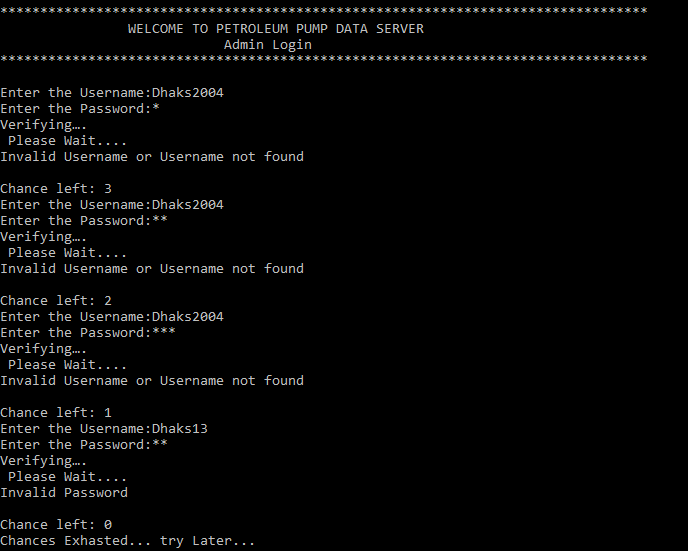 *********************************************************************************
WELCOME TO PETROLEUM PUMP DATA SERVER
Admin Login
*********************************************************************************
Enter the Username:Dhaks2004
Enter the Password:*
Verifying….
Please Wait....
Invalid Username or Username not found
Chance left: 3
Enter the Username:Dhaks2004
Enter the Password:**
Verifying….
Please Wait....
Invalid Username or Username not found
Chance left: 2
Enter the Username:Dhaks2004
Enter the Password:***
Verifying….
Please Wait....
Invalid Username or Username not found
Chance left: 1
Enter the Username:Dhaks13
Enter the Password:**
Verifying….
Please Wait....
Invalid Password
Chance left: 0
Chances Exhasted... try Later...